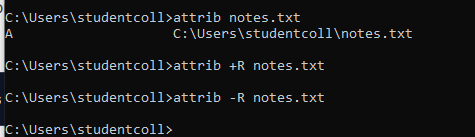 C:\Users\studentcoll>attrib notes.txt
A                    C:\Users\studentcoll\notes.txt
C:\Users\studentcoll>attrib +R notes.txt
C:\Users\studentcoll>attrib -R notes.txt
C:\Users\studentcoll>